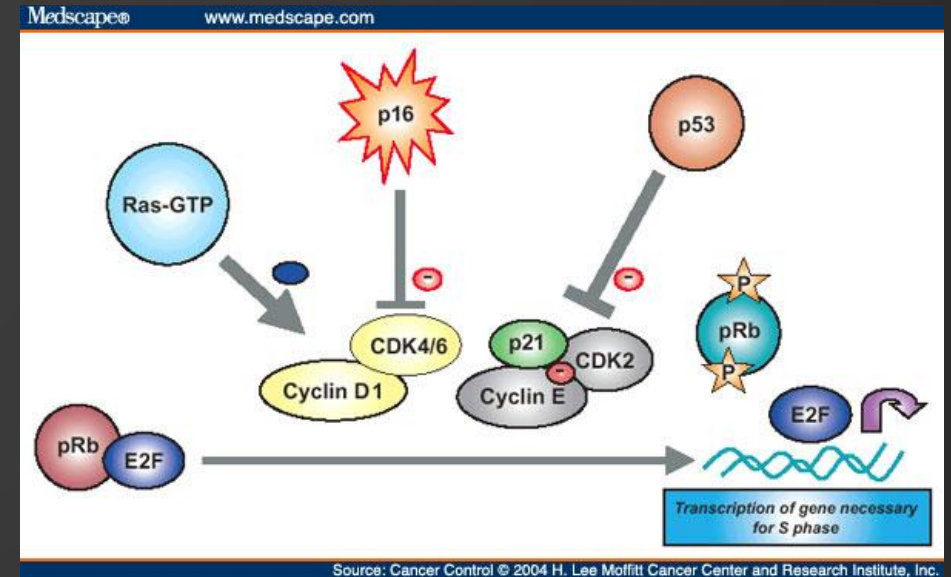 Medscape® www.medscape.com
p16
p53
Ras-GTP
-
-
P
pRb
P
CDK4/6
Cyclin D1
p21
CDK2
-
Cyclin E
E2F
pRb
E2F
Transcription of gene necessary
for S phase
Source: Cancer Control © 2004 H. Lee Moffitt Cancer Center and Research Institute, Inc.